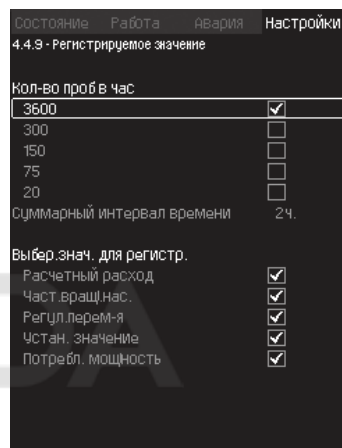 Состояние Работа Авария Настройки
4.4.9 - Регистрируемое значение
Кол-во проб в час
3600
300
150
75
20
Суммарный интервал времени 2ч.
Выбер.знач. для регистр.
Расчетный расход
Част.вращ.нас.
Регул.перем-я
Устан. значение
Потребл. мощность
DA